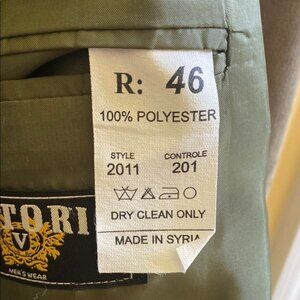 R: 46
100% POLYESTER
STYLE CONTROLE
2011 201
DRY CLEAN ONLY
MADE IN SYRIA
TORI
V
MEN'S WEAR